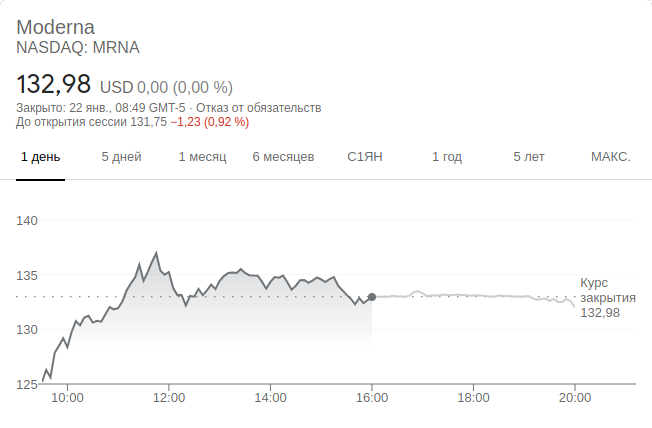 Moderna
NASDAQ: MRNA
132,98 USD 0,00 (0,00 %)
Закрыто: 22 янв., 08:49 GMT-5 · Отказ от обязательств
До открытия сессии 131,75 −1,23 (0,92 %)
1 день 5 дней 1 месяц 6 месяцев С1ЯН 1 год 5 лет МАКС.
140
135
130
125
Курс
закрытия
132,98
10:00 12:00 14:00 16:00 18:00 20:00